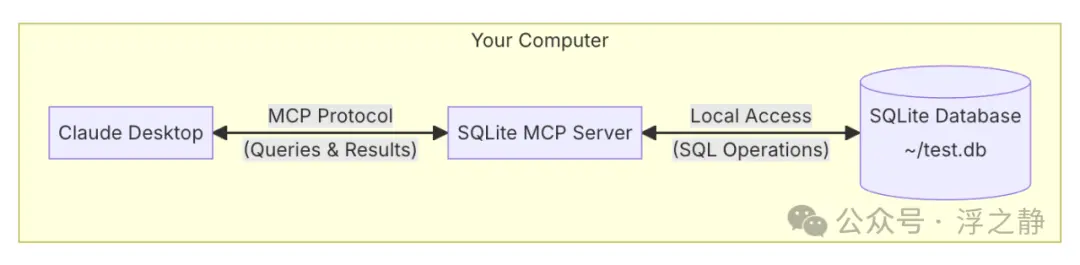 Your Computer
Claude Desktop
MCP Protocol
(Queries & Results)
SQLite MCP Server
Local Access
(SQL Operations)
SQLite Database
~/test.db
公众号 · 浮之静